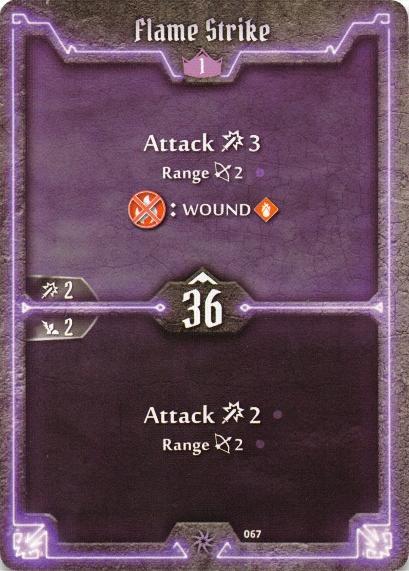 Flame Strike
1
Attack 3
Range 2
: WOUND
2
36
2
Attack 2
Range 2
067